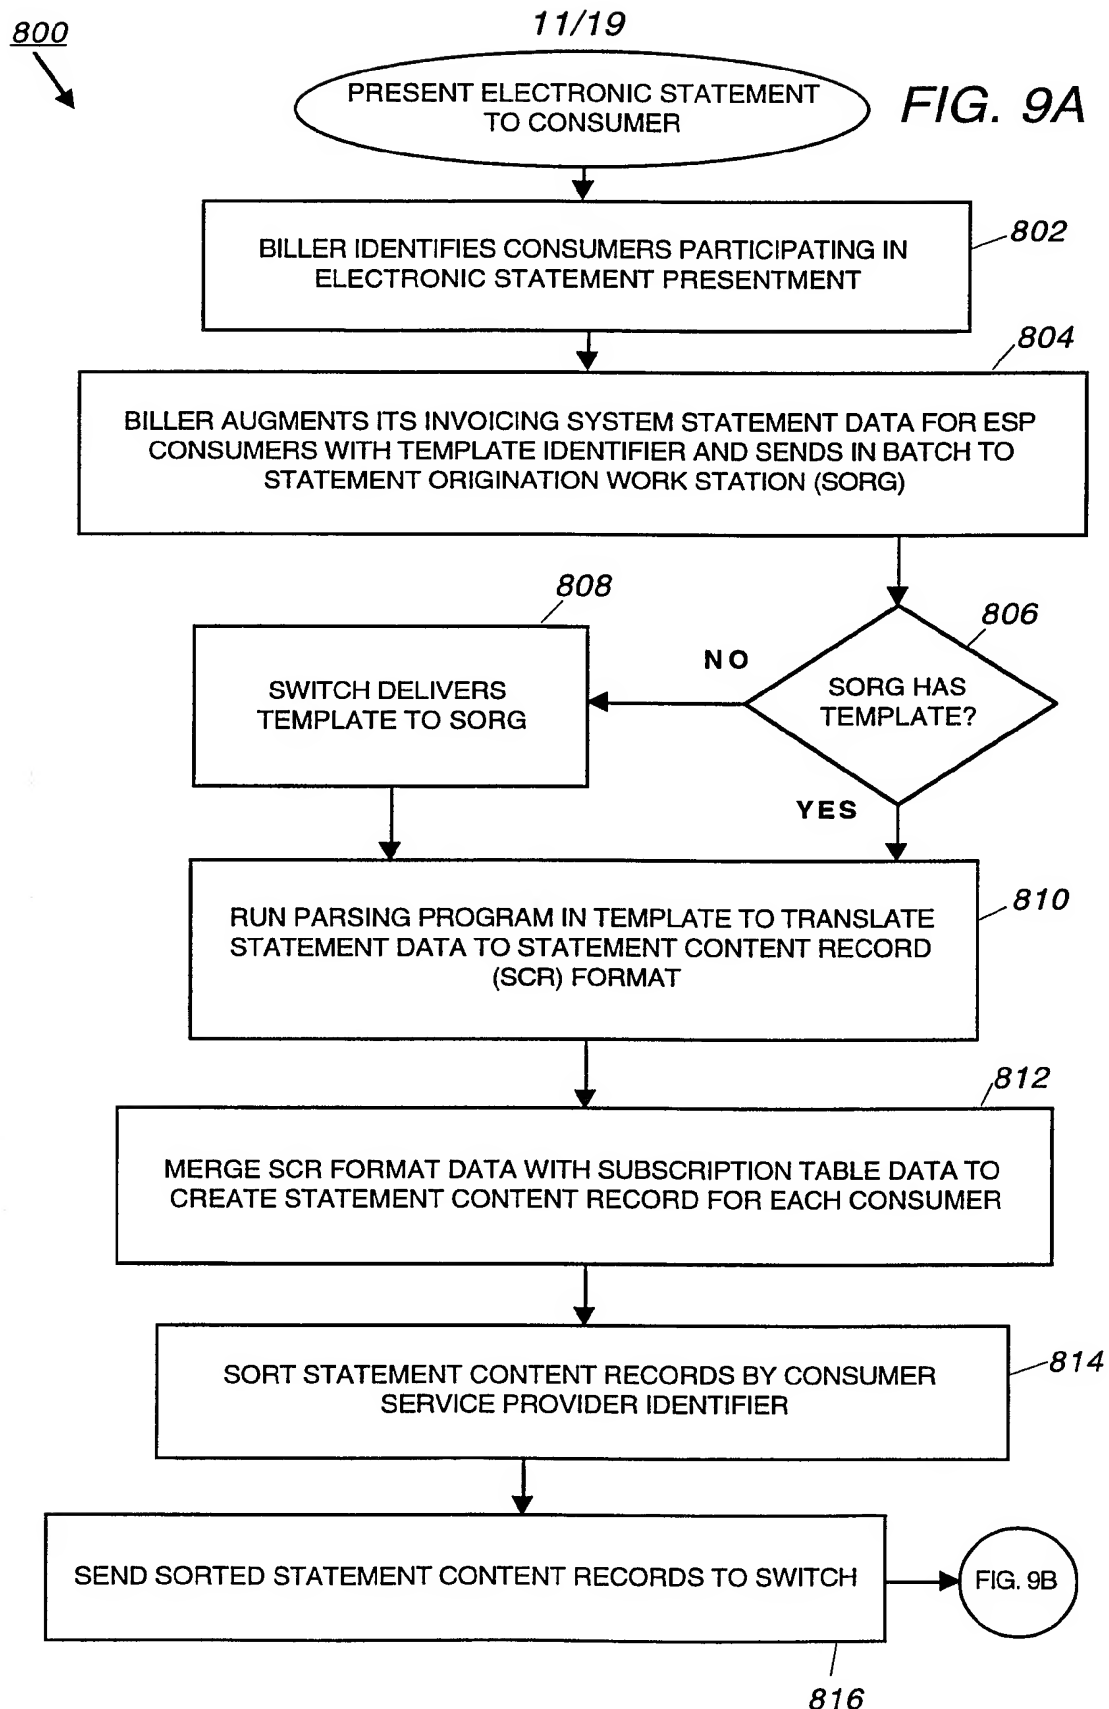 11/19
800
FIG. 9A
PRESENT ELECTRONIC STATEMENT
TO CONSUMER
802
BILLER IDENTIFIES CONSUMERS PARTICIPATING IN
ELECTRONIC STATEMENT PRESENTMENT
804
BILLER AUGMENTS ITS INVOICING SYSTEM STATEMENT DATA FOR ESP
CONSUMERS WITH TEMPLATE IDENTIFIER AND SENDS IN BATCH TO
STATEMENT ORIGINATION WORK STATION (SORG)
806
SORG HAS
TEMPLATE?
NO
808
SWITCH DELIVERS
TEMPLATE TO SORG
YES
810
RUN PARSING PROGRAM IN TEMPLATE TO TRANSLATE
STATEMENT DATA TO STATEMENT CONTENT RECORD
(SCR) FORMAT
812
MERGE SCR FORMAT DATA WITH SUBSCRIPTION TABLE DATA TO
CREATE STATEMENT CONTENT RECORD FOR EACH CONSUMER
814
SORT STATEMENT CONTENT RECORDS BY CONSUMER
SERVICE PROVIDER IDENTIFIER
SEND SORTED STATEMENT CONTENT RECORDS TO SWITCH
FIG. 9B
816